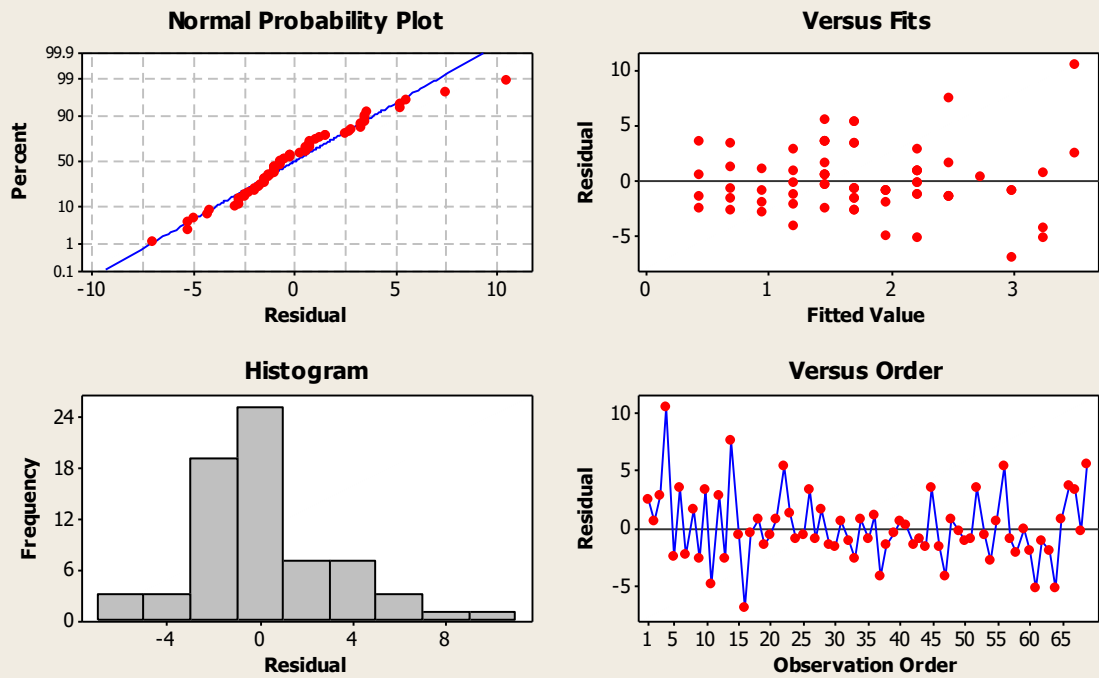 Normal Probability Plot
99.9
99
90
50
10
1
0.1
Percent
-10 -5 0 5 10
Residual
Versus Fits
10
5
0
-5
Residual
0 1 2 3
Fitted Value
Histogram
24
18
12
6
0
Frequency
-4 0 4 8
Residual
Versus Order
10
5
0
-5
Residual
1 5 10 15 20 25 30 35 40 45 50 55 60 65
Observation Order